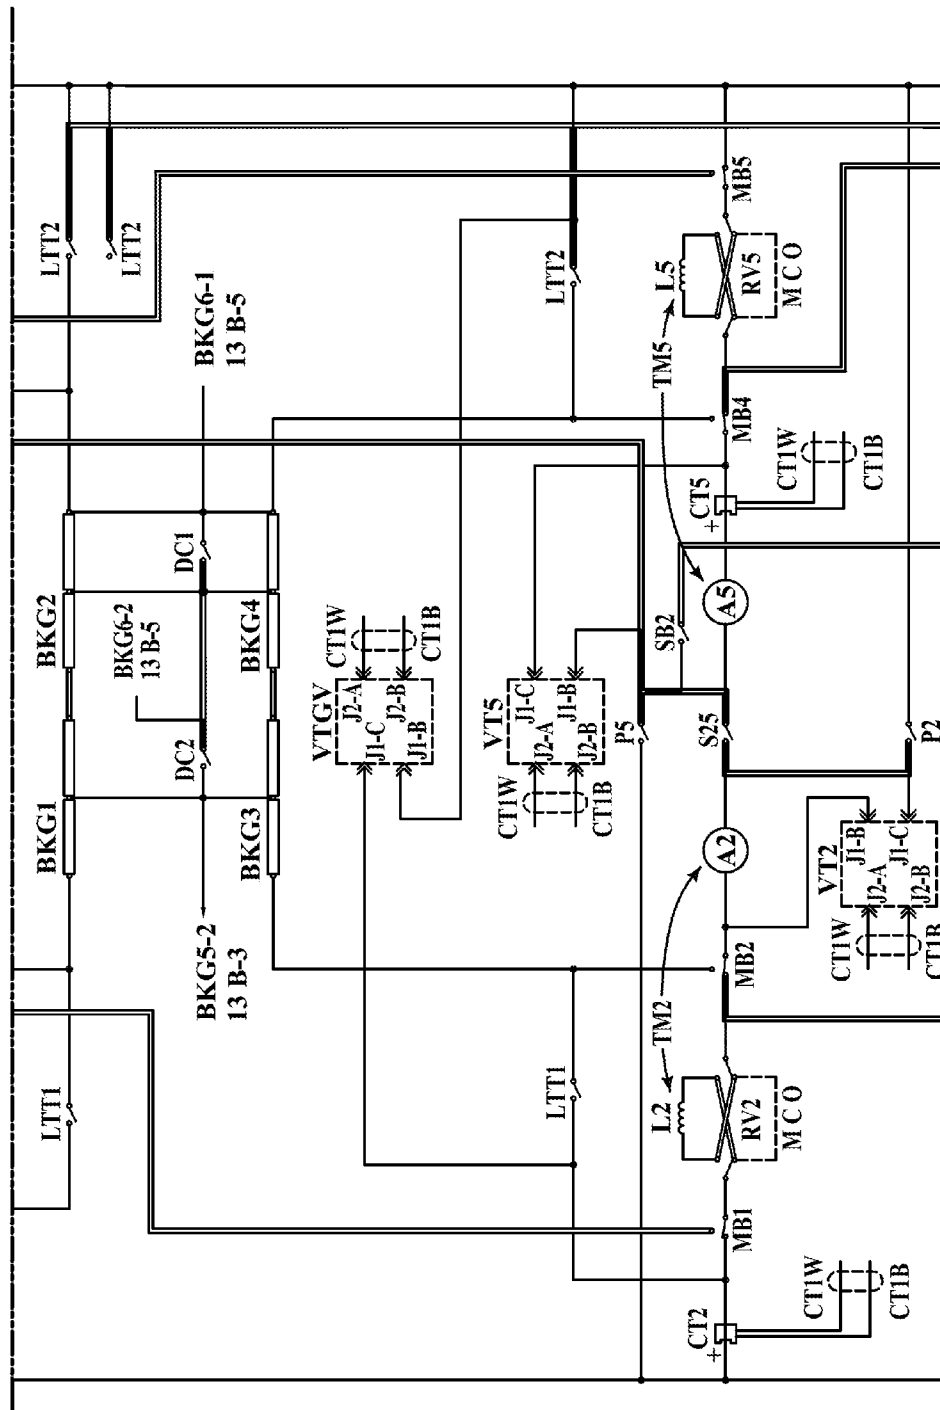 LTT2
LTT2
BKG6-1
13 B-5
LTT2
MB5
L5
RV5
M C O
TM5
MB4
CT1W
CT1B
CT5
+
DC1
BKG2
BKG4
BKG6-2
13 B-5
DC2
BKG1
BKG3
CT1W
CT1B
VTGV
J2-A
J1-C
J2-B
J1-B
VT5
J1-C
J2-A
J1-B
J2-B
CT1W
CT1B
SB2
P5
S25
P2
A5
A2
VT2
J1-B
J2-A
J1-C
J2-B
CT1W
CT1B
BKG5-2
13 B-3
MB2
TM2
LTT1
LTT1
L2
RV2
M C O
MB1
CT2
+
CT1W
CT1B